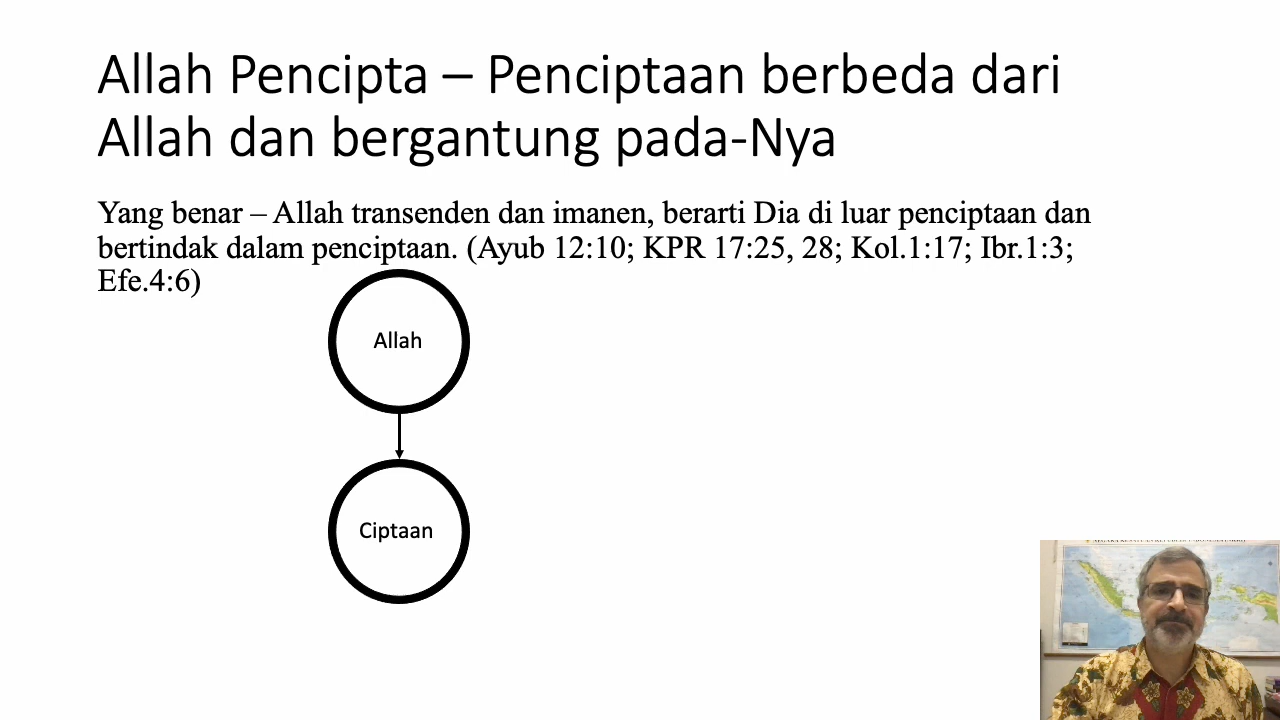 Allah Pencipta – Penciptaan berbeda dari
Allah dan bergantung pada-Nya
Yang benar – Allah transenden dan imanen, berarti Dia di luar penciptaan dan
bertindak dalam penciptaan. (Ayub 12:10; KPR 17:25, 28; Kol.1:17; Ibr.1:3;
Efe.4:6)
Allah
Ciptaan